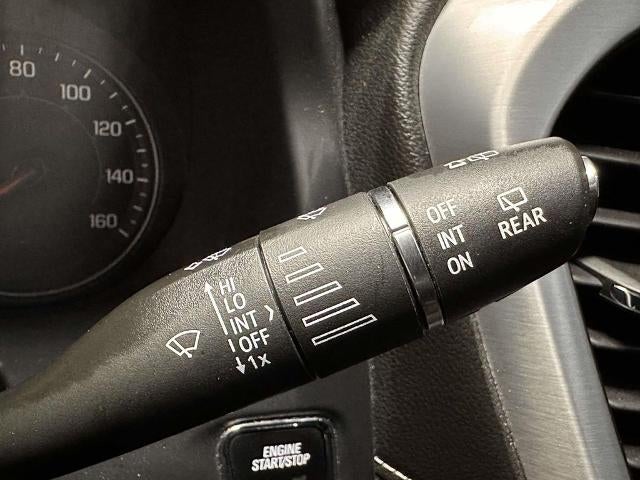 80
100
120
140
160
HI
LO
INT
OFF
1x
OFF
INT
ON
REAR
ENGINE
START/STOP